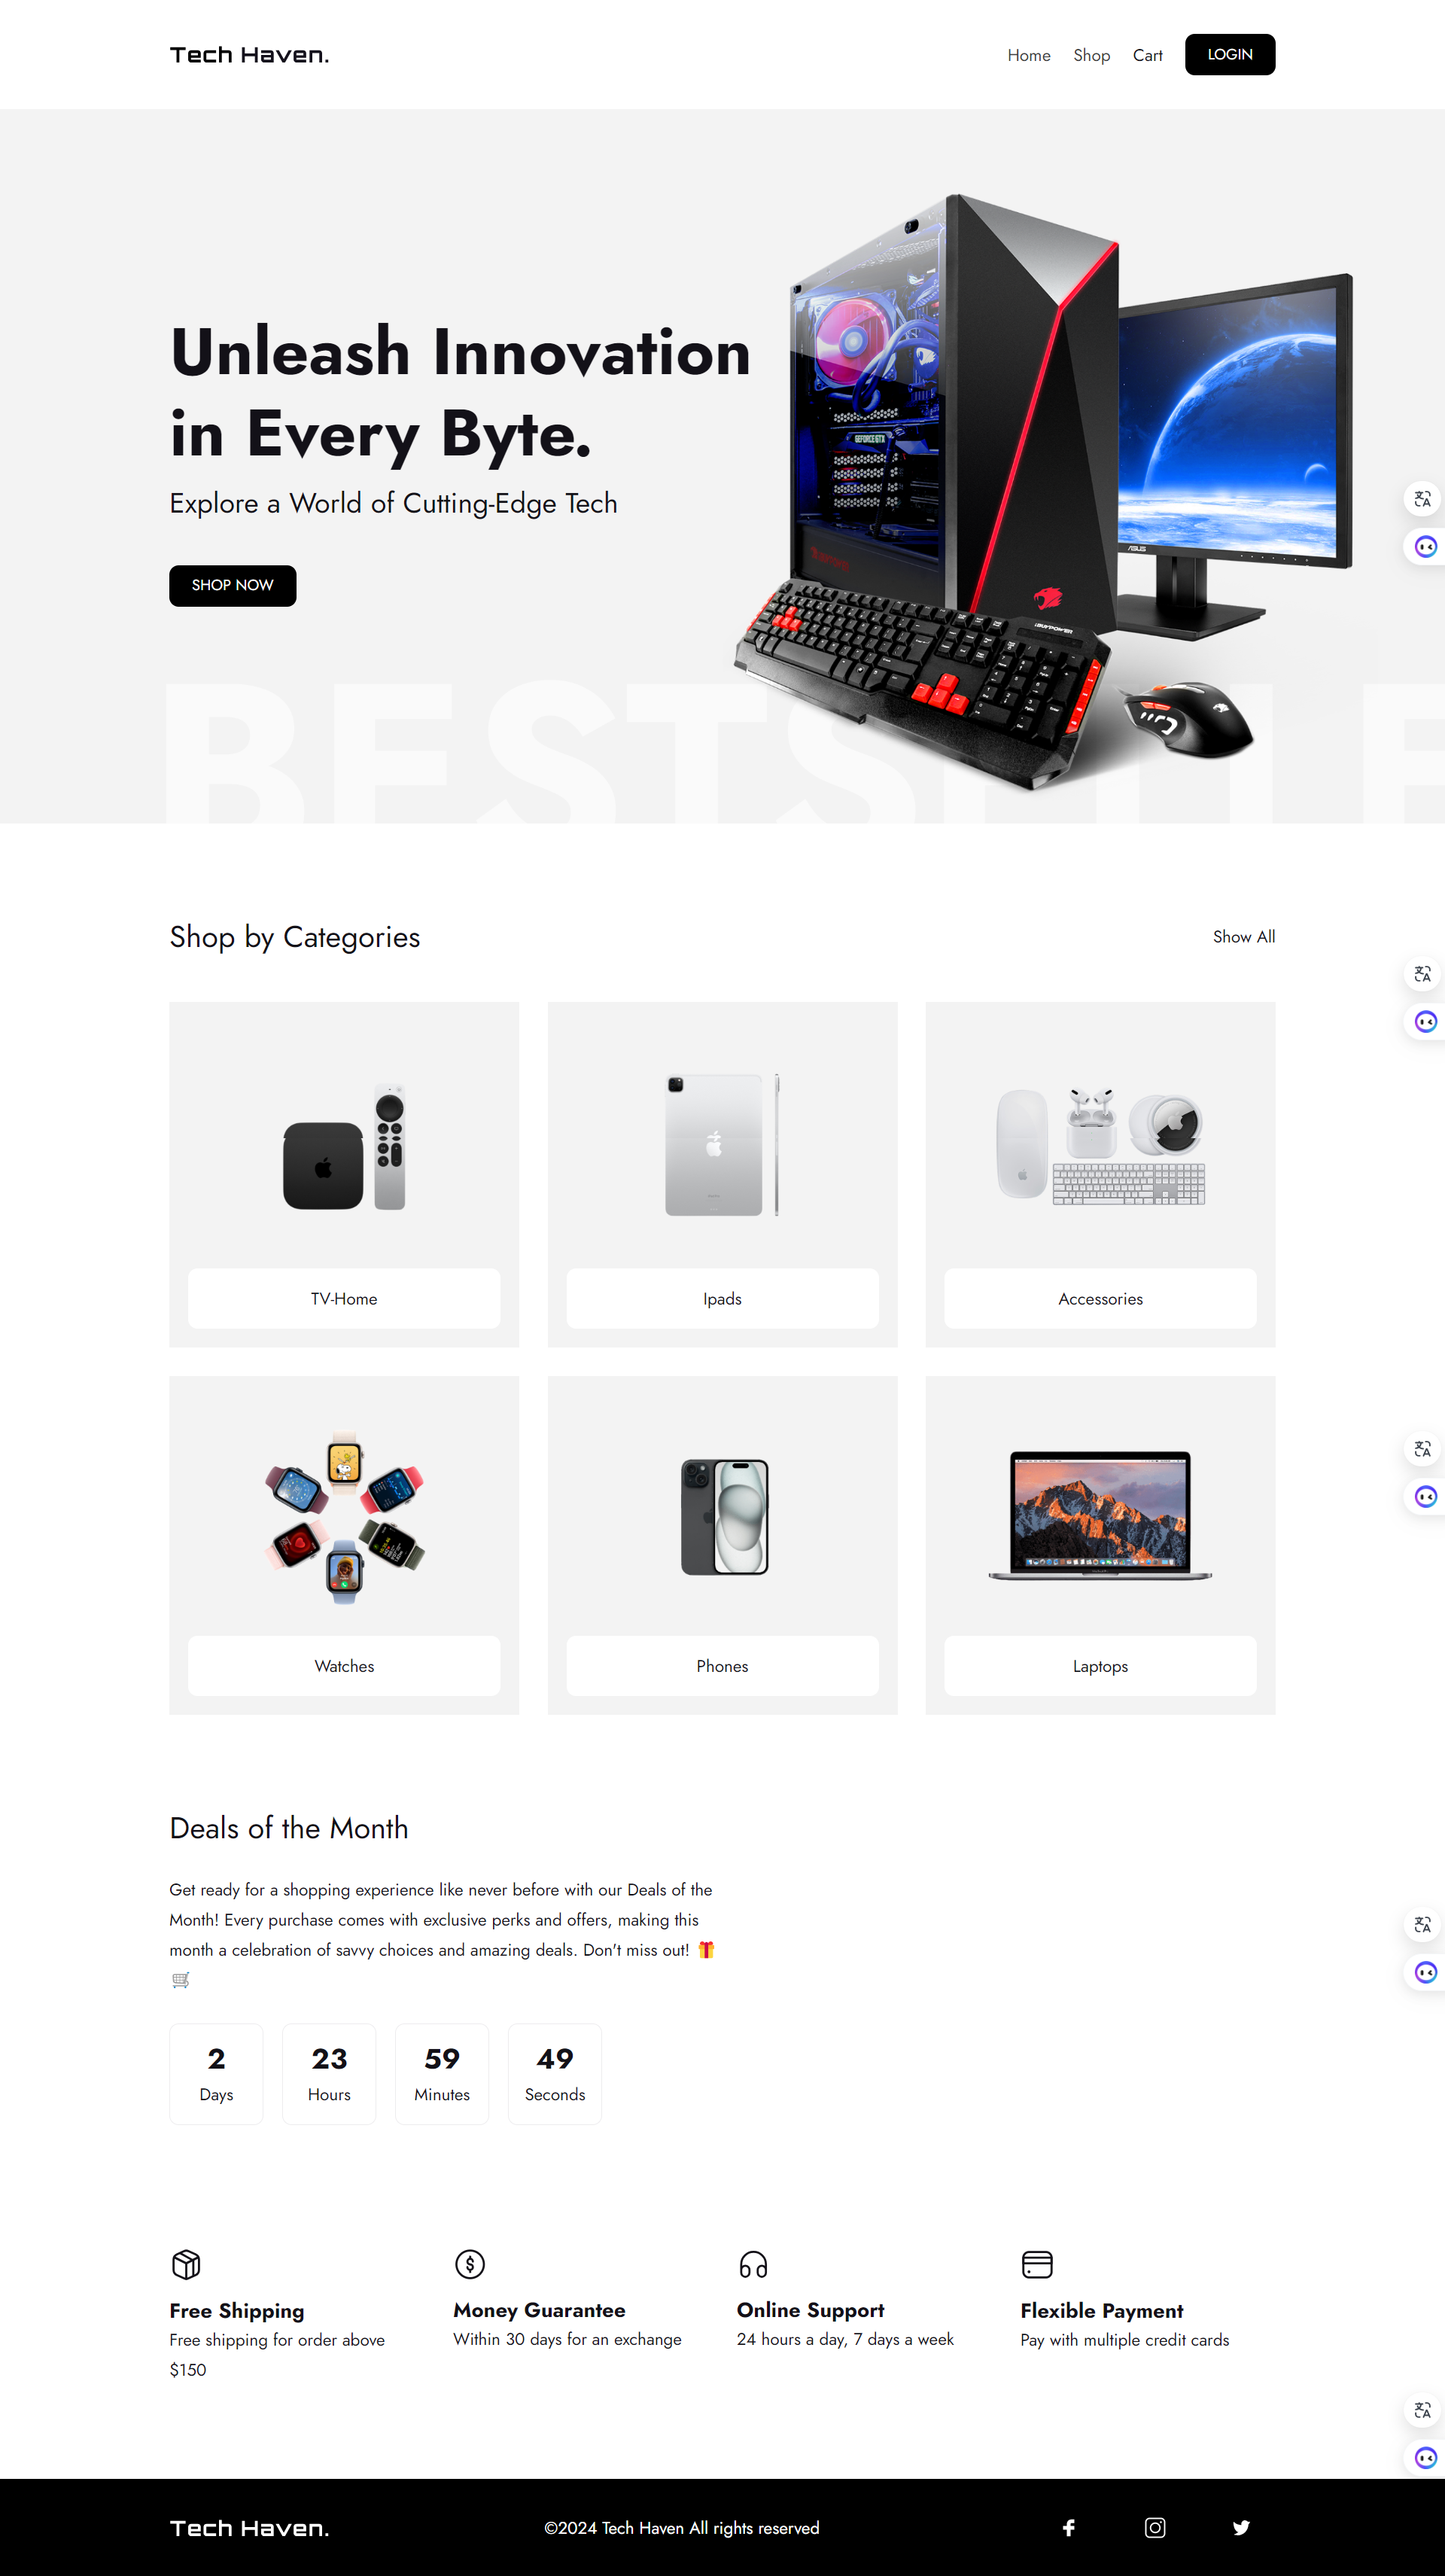 Tech Haven.
Home Shop Cart LOGIN
Unleash Innovation
in Every Byte.
Explore a World of Cutting-Edge Tech
SHOP NOW
GEFORCE GTX
ASUS
iBUYPOWER
BESTSELLE
Shop by Categories
Show All
TV-Home
Ipads
Accessories
Watches
Phones
Laptops
Deals of the Month
Get ready for a shopping experience like never before with our Deals of the
Month! Every purchase comes with exclusive perks and offers, making this
month a celebration of savvy choices and amazing deals. Don't miss out! 🎁
🛒
2 23 59 49
Days Hours Minutes Seconds
Free Shipping
Free shipping for order above
$150
Money Guarantee
Within 30 days for an exchange
Online Support
24 hours a day, 7 days a week
Flexible Payment
Pay with multiple credit cards
Tech Haven.
©2024 Tech Haven All rights reserved